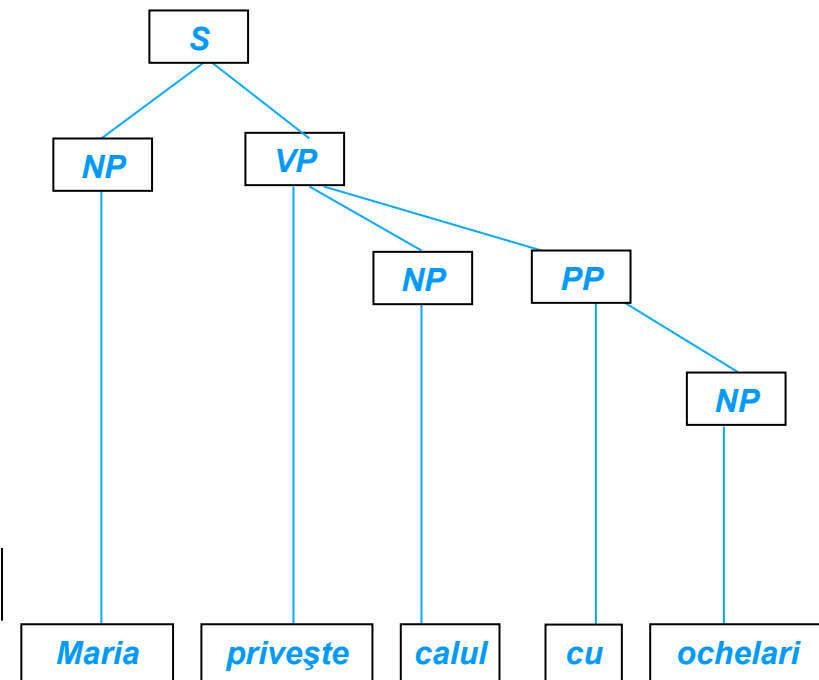 S
NP VP
NP PP
NP
Maria priveşte calul cu ochelari